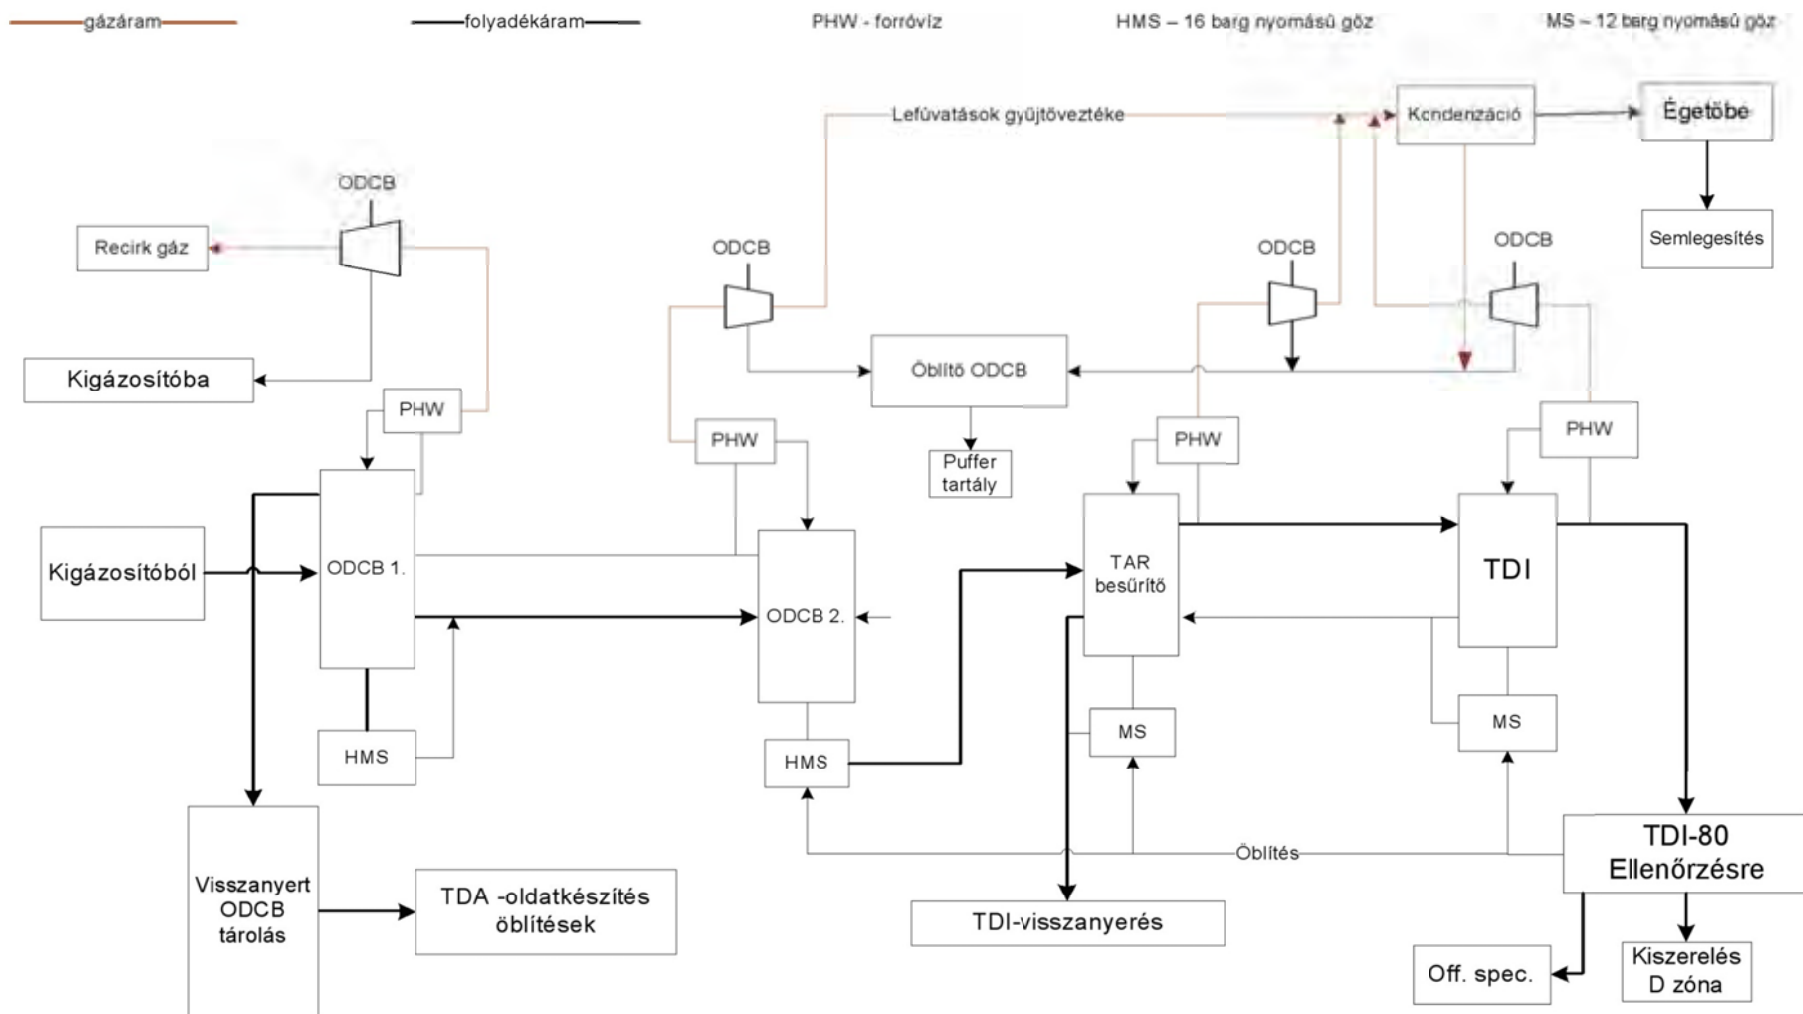 gázáram
folyadékáram
PHW - forróvíz
HMS – 16 barg nyomású gőz
MS – 12 barg nyomású gőz
Lefúvatások gyűjtőveztéke
Kondenzáció
Égetőbe
ODCB
Recirk gáz
ODCB
ODCB
ODCB
Semlegesítés
Kigázosítóba
Öblítő ODCB
PHW
PHW
PHW
PHW
Puffer
tartály
Kigázosítóból
ODCB 1.
ODCB 2.
TAR
besűrítő
TDI
HMS
HMS
MS
MS
Öblítés
TDI-80
Ellenőrzésre
Visszanyert
ODCB
tárolás
TDA -oldatkészítés
öblítések
TDI-visszanyerés
Off. spec.
Kiszerelés
D zóna